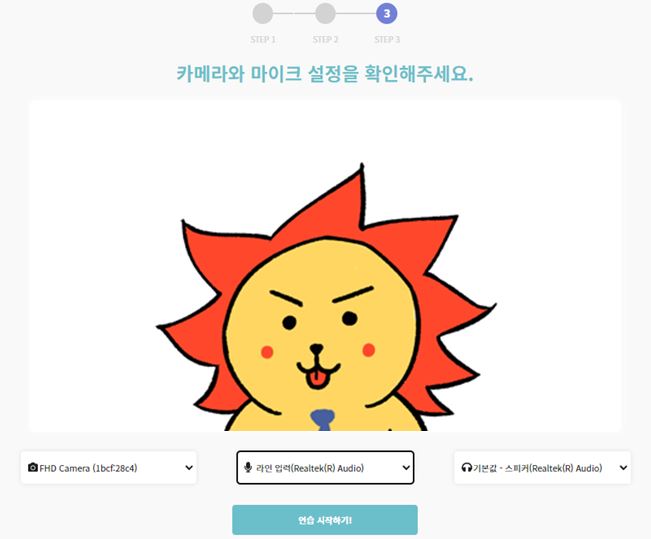 3
STEP 1
STEP 2
STEP 3
카메라와 마이크 설정을 확인해주세요.
FHD Camera (1bcf:28c4)
라인 입력(Realtek(R) Audio)
기본값 - 스피커(Realtek(R) Audio)
연습 시작하기!